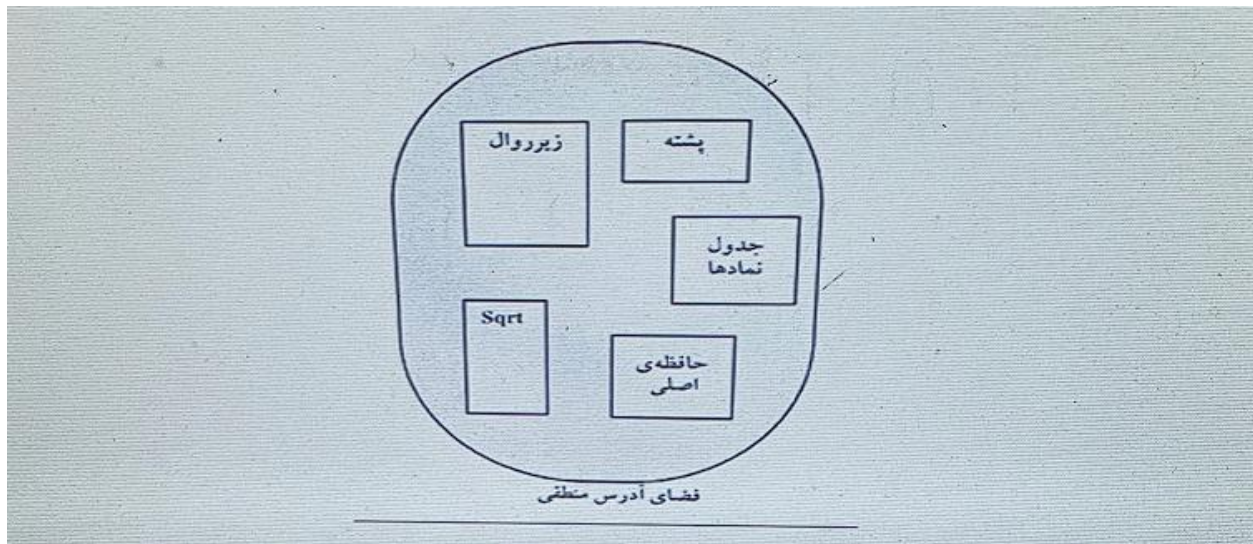 زیرروال
پشته
جدول
نمادها
Sqrt
حافظه‌ی
اصلی
فضای آدرس منطقی